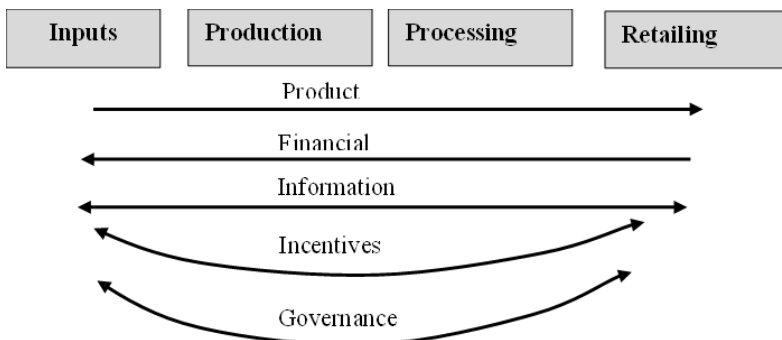 Inputs Production Processing Retailing
Product
Financial
Information
Incentives
Governance